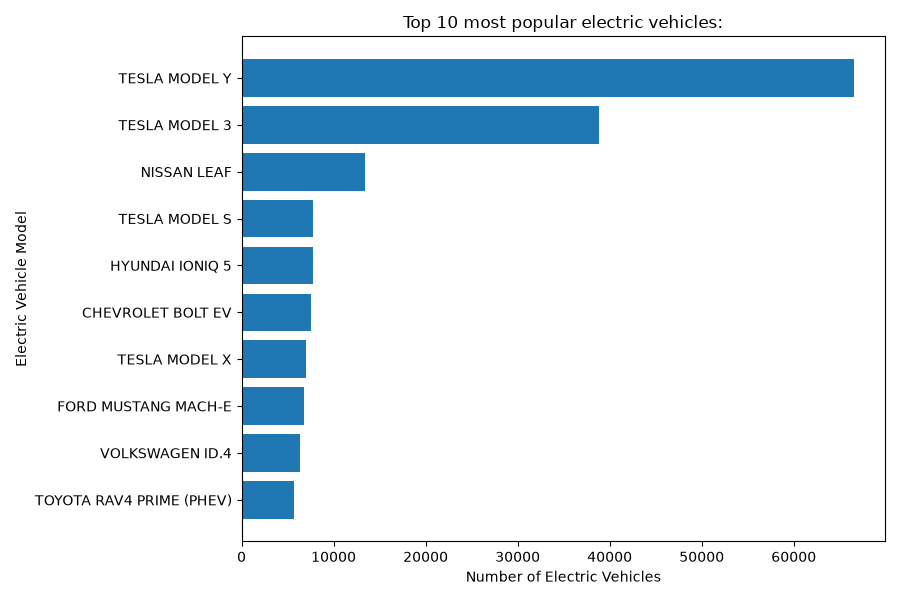 Top 10 most popular electric vehicles:
Electric Vehicle Model
TESLA MODEL Y
TESLA MODEL 3
NISSAN LEAF
TESLA MODEL S
HYUNDAI IONIQ 5
CHEVROLET BOLT EV
TESLA MODEL X
FORD MUSTANG MACH-E
VOLKSWAGEN ID.4
TOYOTA RAV4 PRIME (PHEV)
0 10000 20000 30000 40000 50000 60000
Number of Electric Vehicles